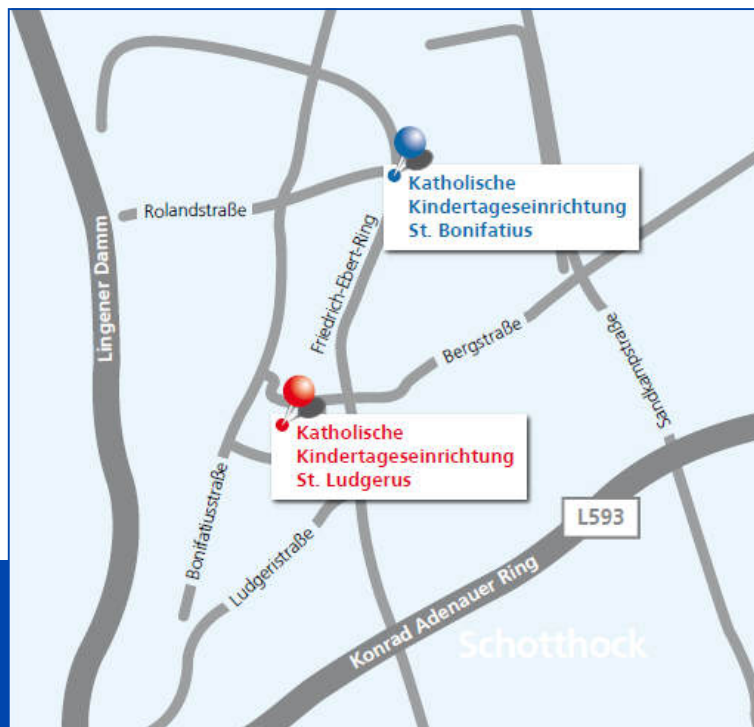 Katholische
Kindertageseinrichtung
St. Bonifatius
Rolandstraße
Lingener Damm
Friedrich-Ebert-Ring
Bergstraße
Sandkampstraße
Katholische
Kindertageseinrichtung
St. Ludgerus
Bonifatiusstraße
Ludgeristraße
L593
Konrad Adenauer Ring
Schotthock